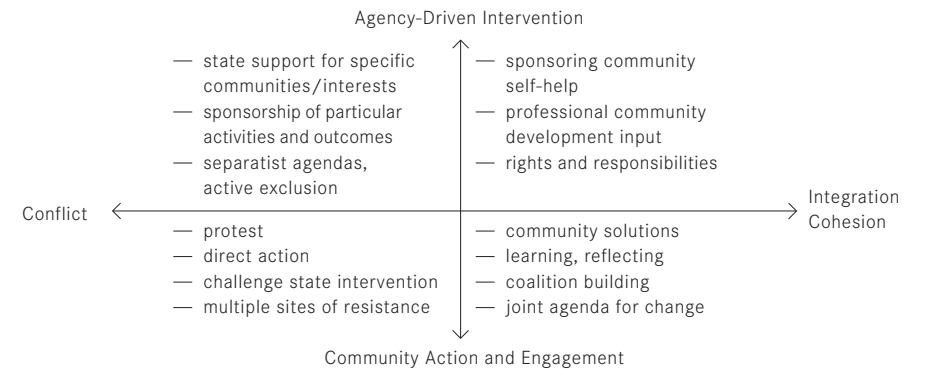 Agency-Driven Intervention
— state support for specific
communities/interests
— sponsorship of particular
activities and outcomes
— separatist agendas,
active exclusion
— sponsoring community
self-help
— professional community
development input
— rights and responsibilities
Conflict
Integration
Cohesion
— protest
— direct action
— challenge state intervention
— multiple sites of resistance
— community solutions
— learning, reflecting
— coalition building
— joint agenda for change
Community Action and Engagement